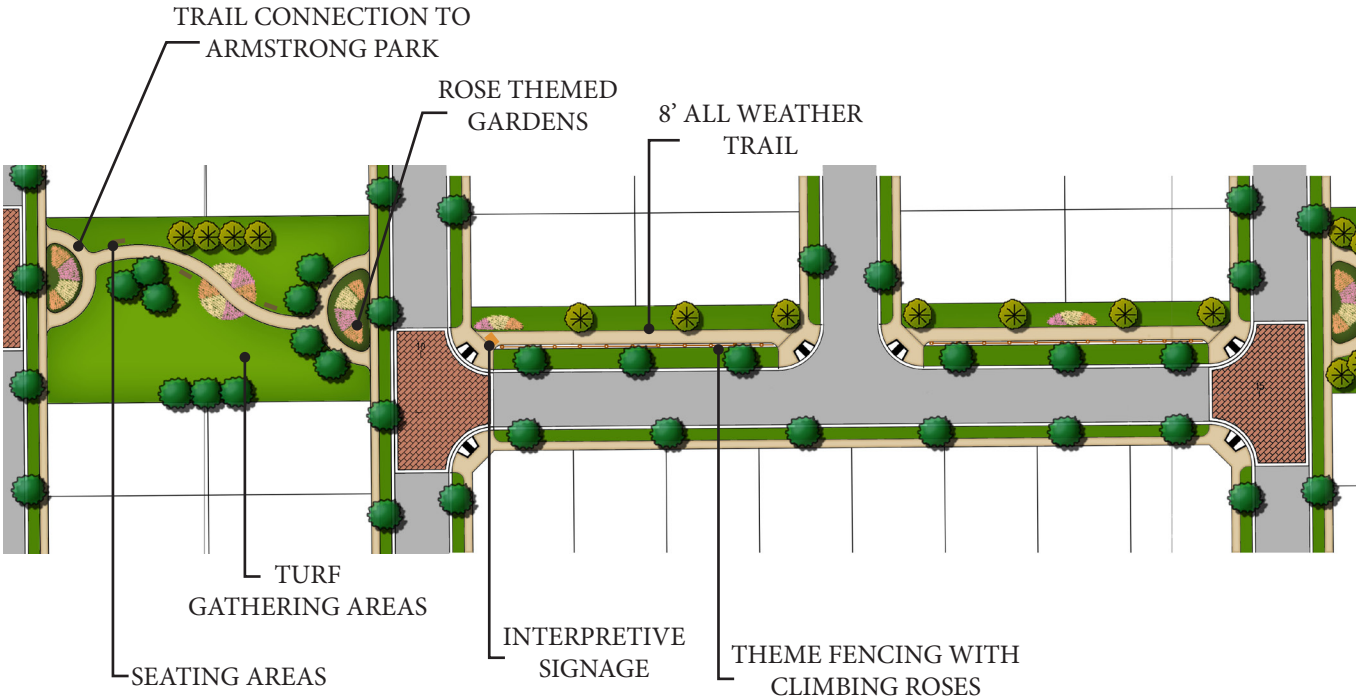 TRAIL CONNECTION TO
ARMSTRONG PARK
ROSE THEMED
GARDENS
8’ ALL WEATHER
TRAIL
TURF
GATHERING AREAS
SEATING AREAS
INTERPRETIVE
SIGNAGE
THEME FENCING WITH
CLIMBING ROSES